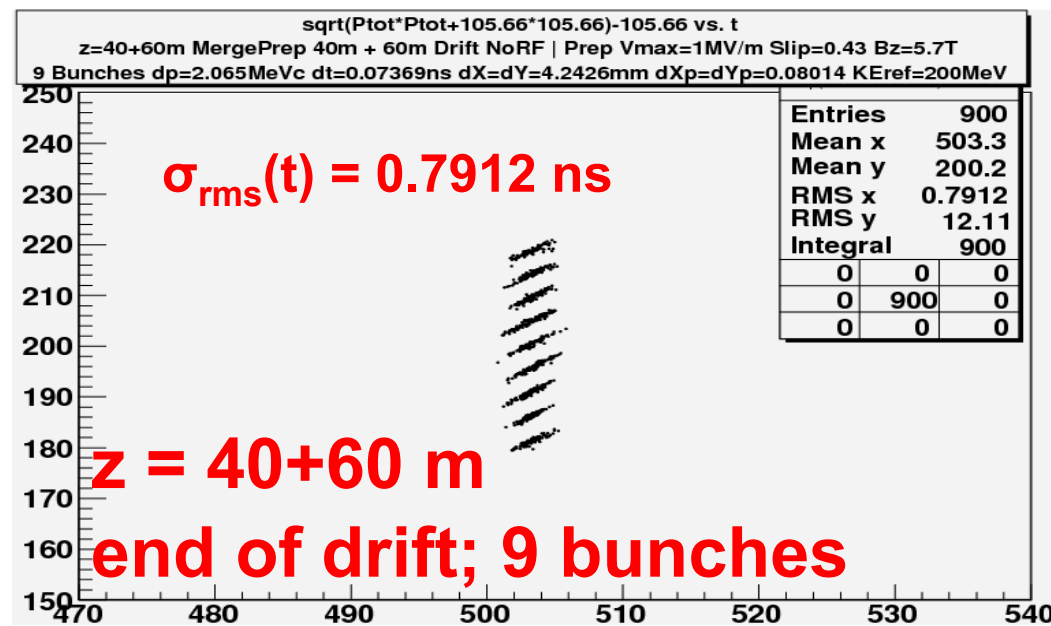 sqrt(Ptot*Ptot+105.66*105.66)-105.66 vs. t
z=40+60m MergePrep 40m + 60m Drift NoRF | Prep Vmax=1MV/m Slip=0.43 Bz=5.7T
9 Bunches dp=2.065MeVc dt=0.07369ns dX=dY=4.2426mm dXp=dYp=0.08014 KEref=200MeV
250
Entries 900
240
Mean x 503.3
σrms(t) = 0.7912 ns
Mean y 200.2
230
RMS x 0.7912
RMS y 12.11
220
Integral 900
0 0 0
210
0 900 0
0 0 0
200
190
180
z = 40+60 m
170
160
end of drift; 9 bunches
150
470 480 490 500 510 520 530 540